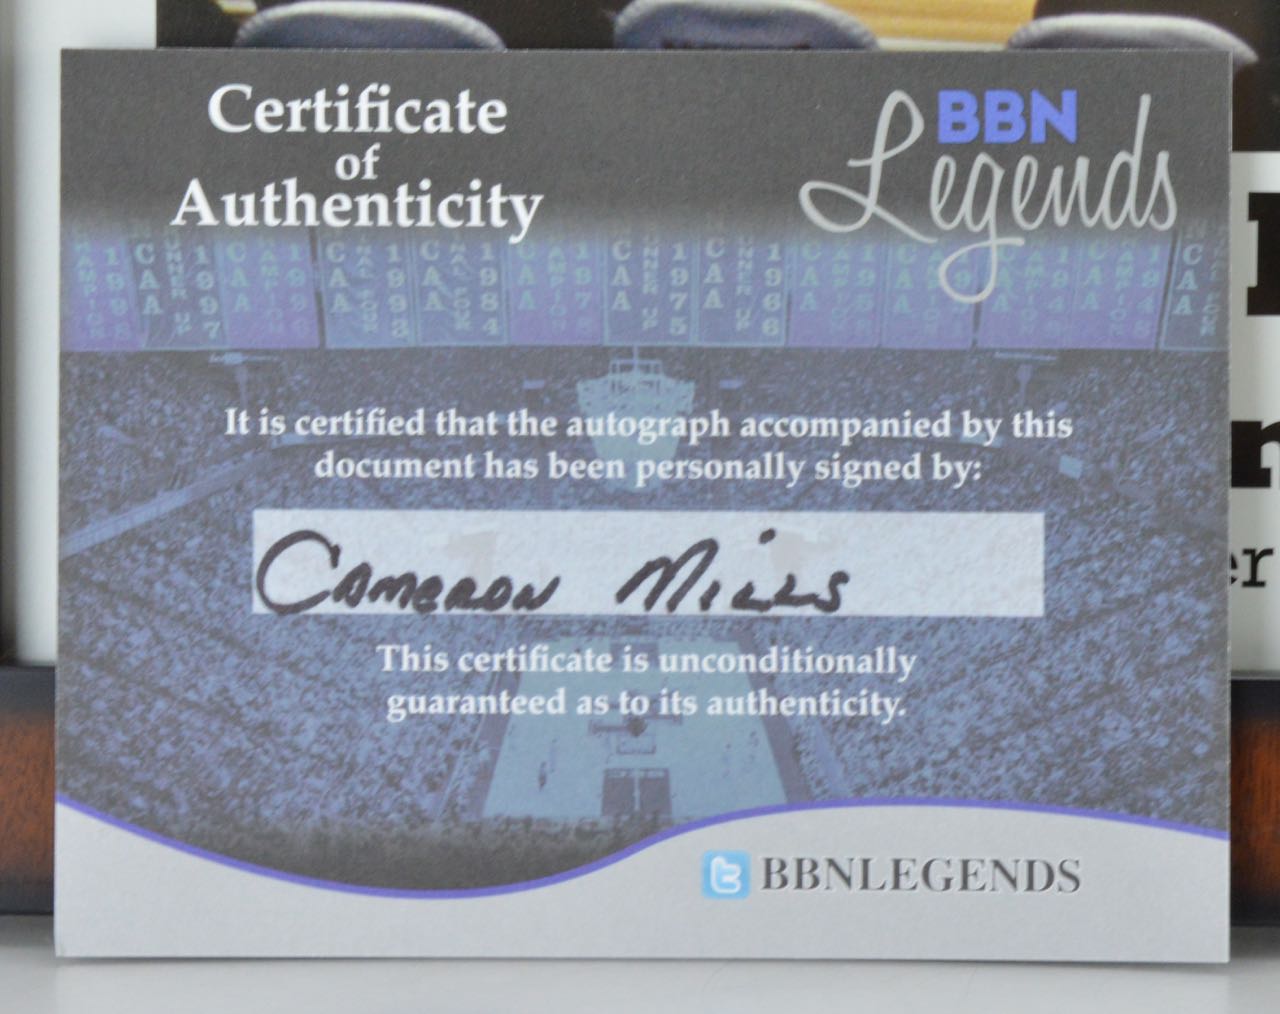 Certificate
of
Authenticity
BBN
Legends
It is certified that the autograph accompanied by this
document has been personally signed by:
Cameron Mills
This certificate is unconditionally
guaranteed as to its authenticity.
BBNLEGENDS